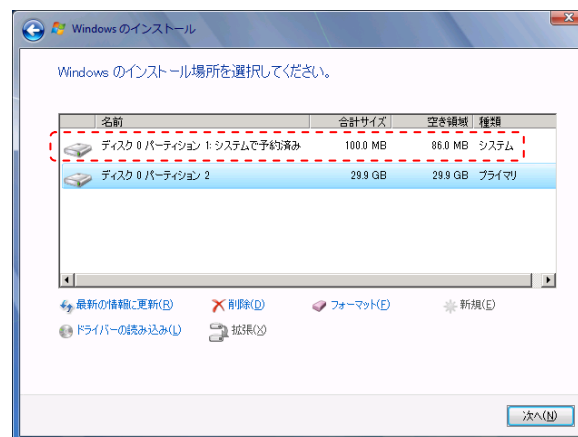 Windows のインストール
Windows のインストール場所を選択してください。
名前 合計サイズ 空き領域 種類
ディスク 0 パーティション 1: システムで予約済み 100.0 MB 86.0 MB システム
ディスク 0 パーティション 2 29.9 GB 29.9 GB プライマリ
最新の情報に更新(R) 削除(D) フォーマット(F) 新規(E)
ドライバーの読み込み(L) 拡張(X)
次へ(N)